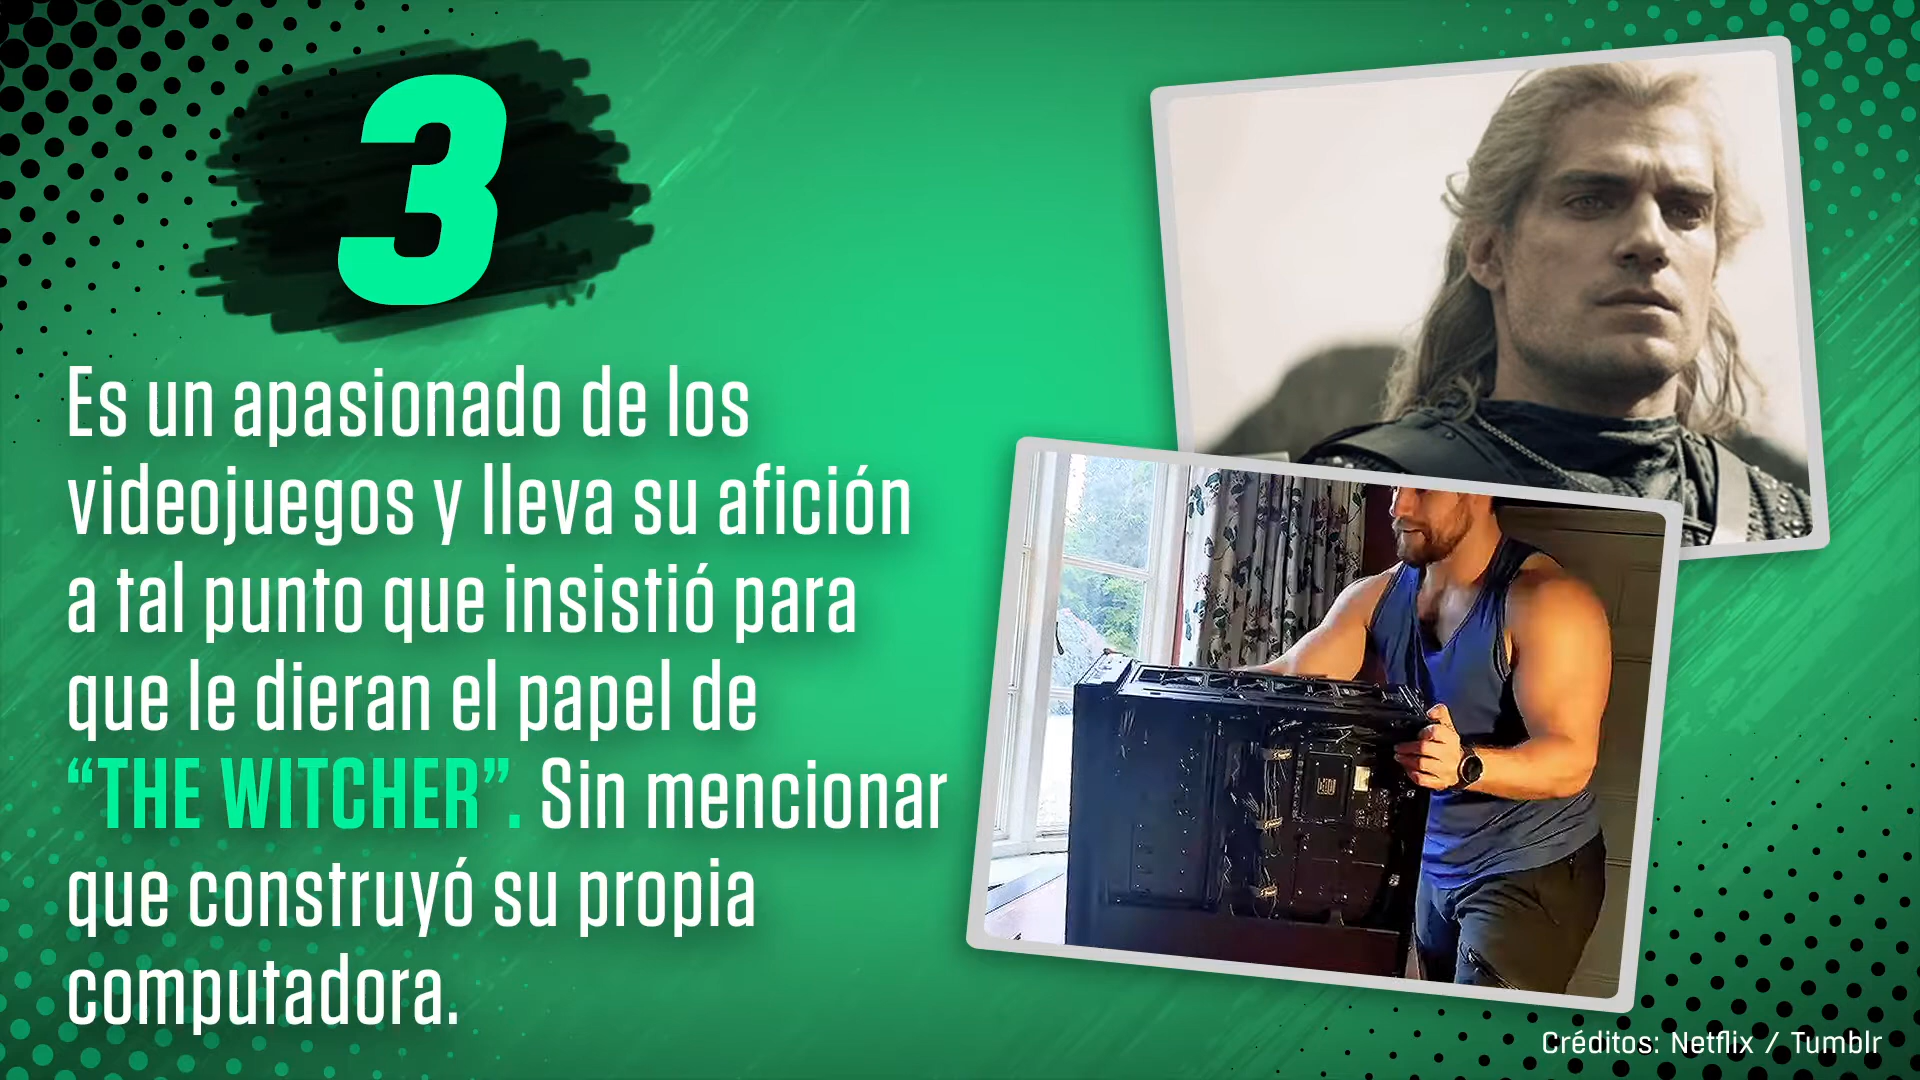 3
Es un apasionado de los
videojuegos y lleva su afición
a tal punto que insistió para
que le dieran el papel de
“THE WITCHER”. Sin mencionar
que construyó su propia
computadora.
Créditos: Netflix / Tumblr